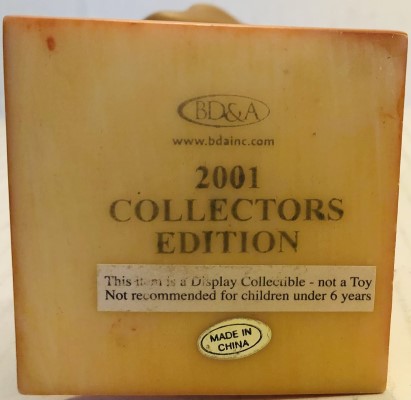 BD&A
www.bdainc.com
2001
COLLECTORS
EDITION
This item is a Display Collectible - not a Toy
Not recommended for children under 6 years
MADE IN
CHINA